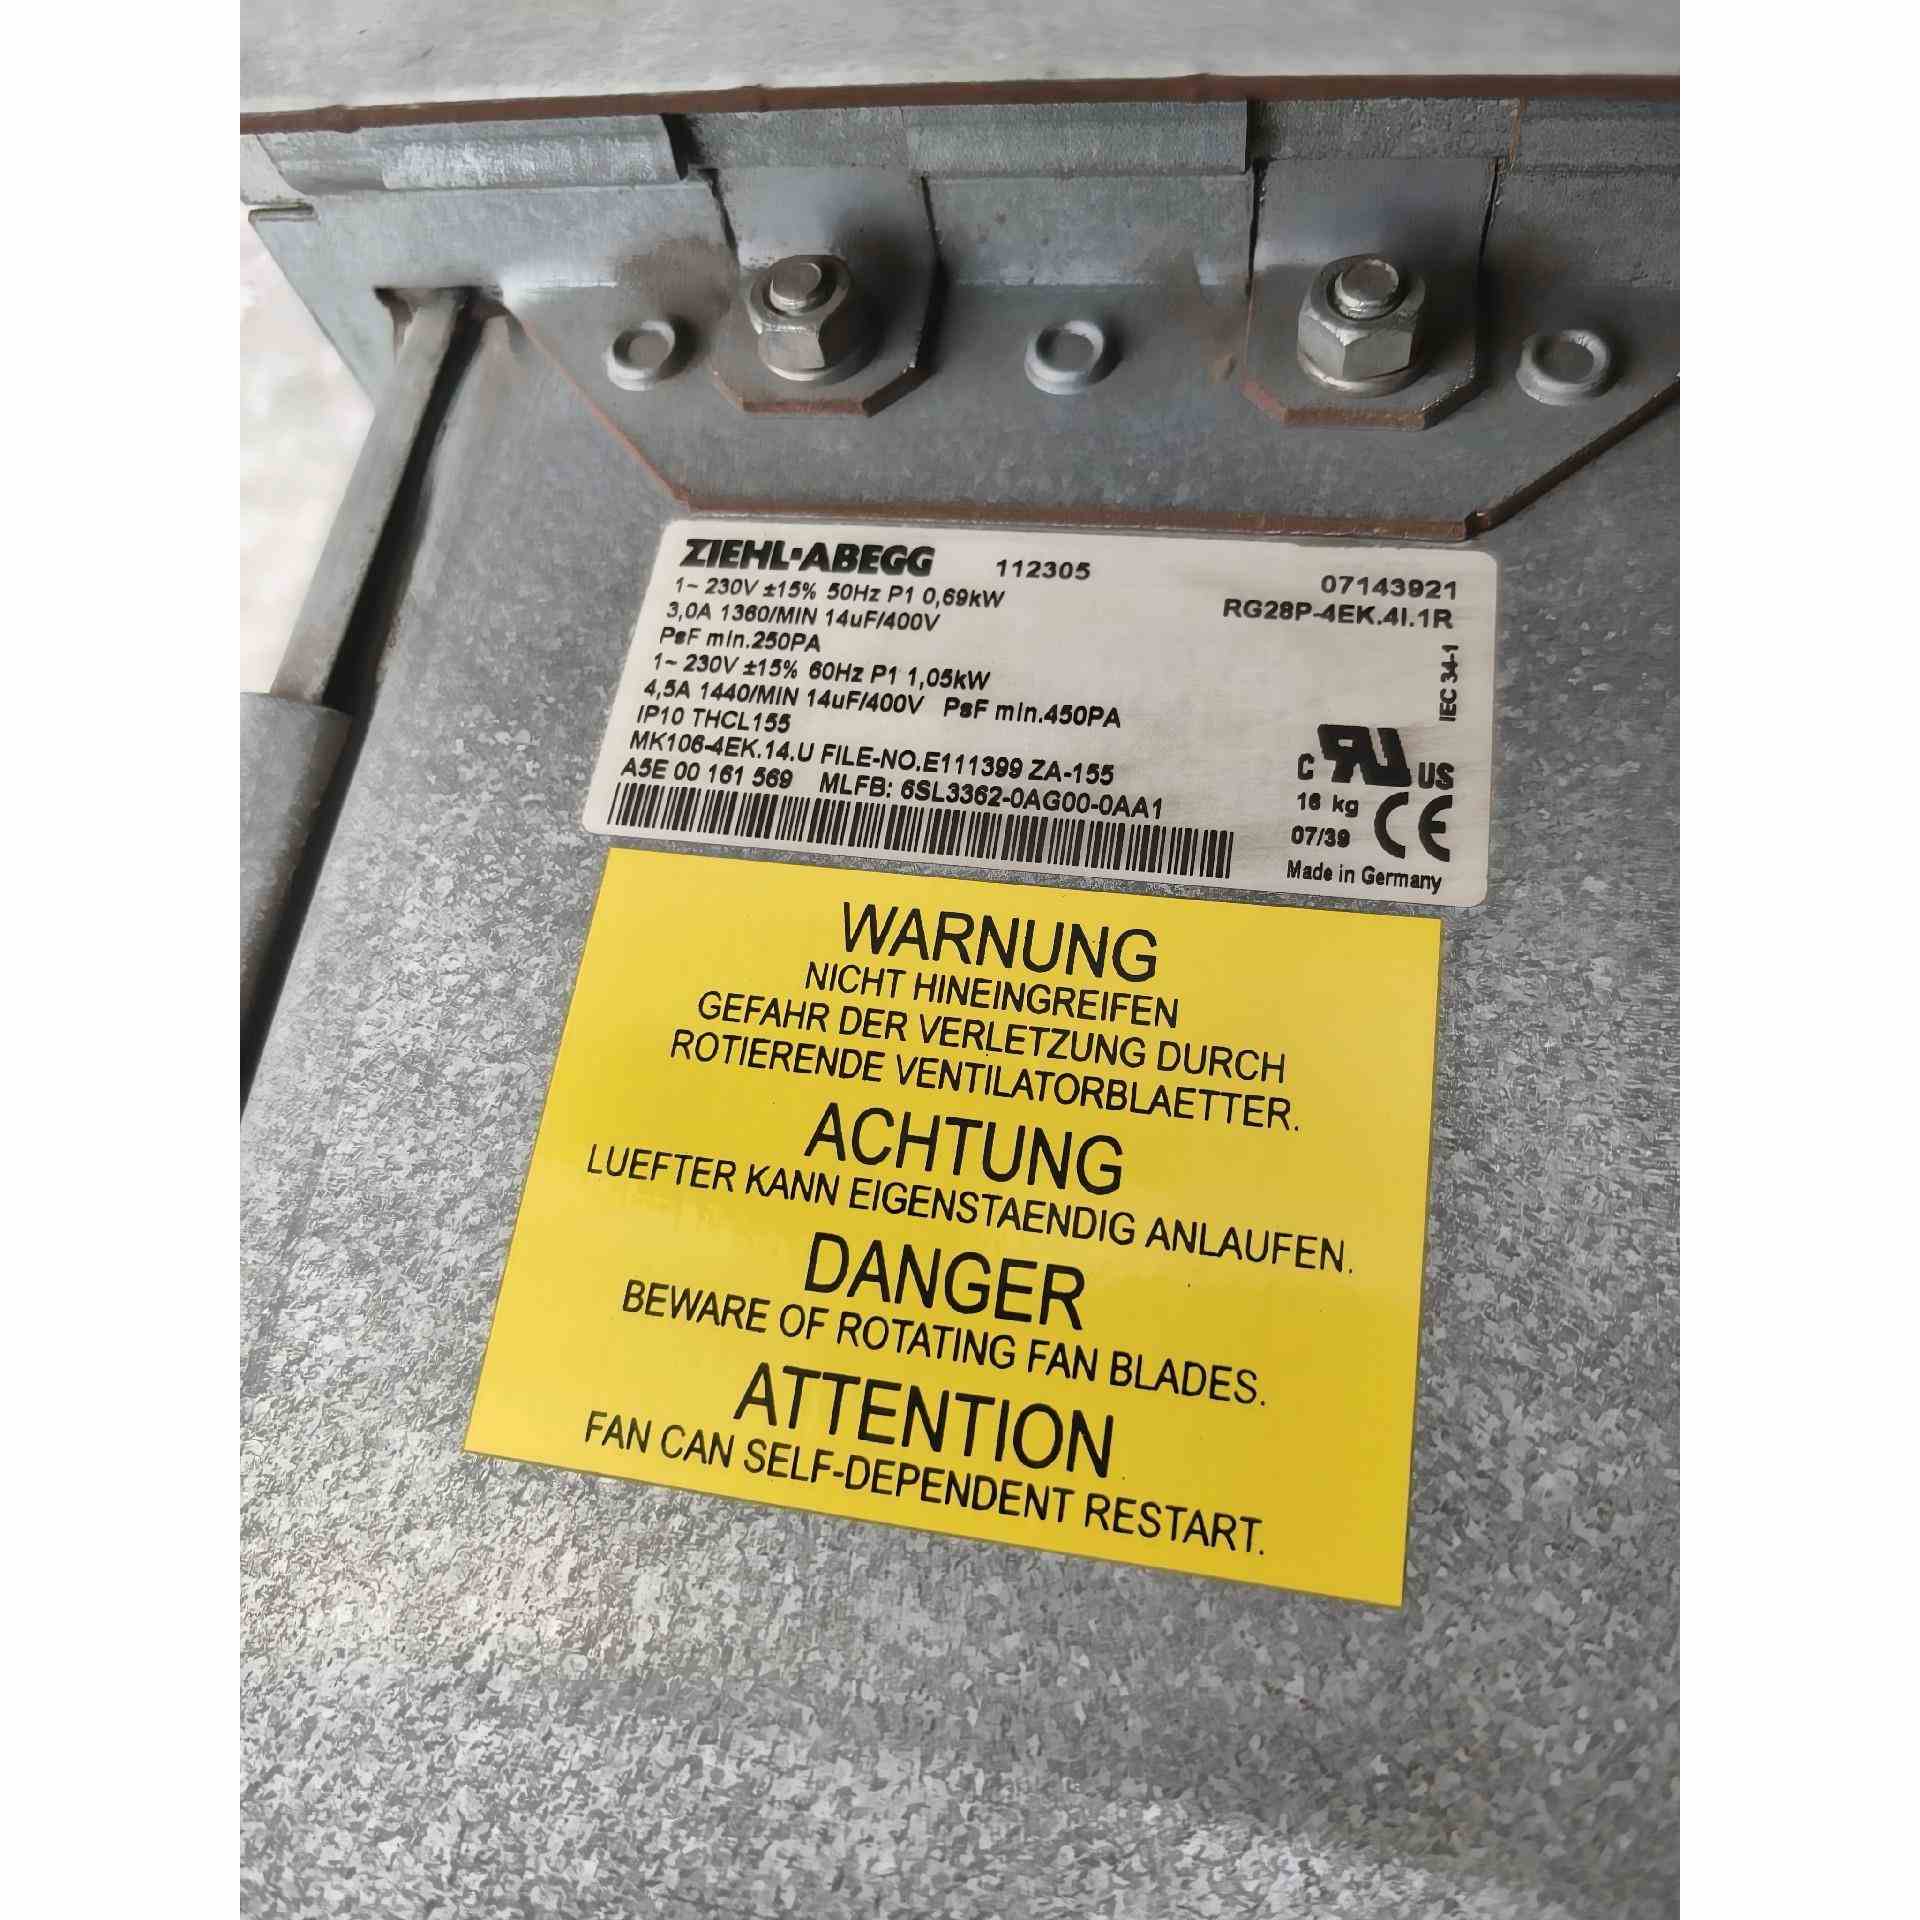 ZIEHL-ABEGG 112305 07143921
1~ 230V ±15% 50Hz P1 0,69kW RG28P-4EK.4I.1R
3,0A 1360/MIN 14uF/400V
PsF min.250PA
1~ 230V ±15% 60Hz P1 1,05kW
4,5A 1440/MIN 14uF/400V PsF min.450PA
IEC 34-1
IP10 THCL155
MK106-4EK.14.U FILE-NO.E111399 ZA-155
A5E 00 161 569 MLFB: 6SL3362-0AG00-0AA1
C RU US
16 kg
07/39 CE
Made in Germany
WARNUNG
NICHT HINEINGREIFEN
GEFAHR DER VERLETZUNG DURCH
ROTIERENDE VENTILATORBLAETTER.
ACHTUNG
LUEFTER KANN EIGENSTAENDIG ANLAUFEN.
DANGER
BEWARE OF ROTATING FAN BLADES.
ATTENTION
FAN CAN SELF-DEPENDENT RESTART.